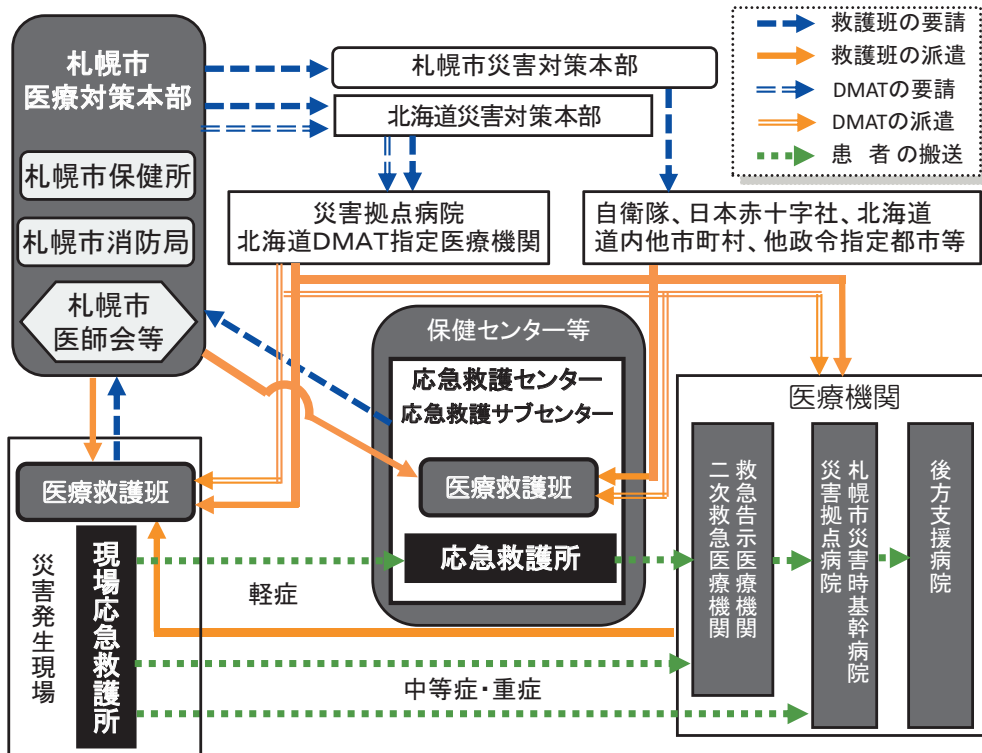 札幌市
医療対策本部
札幌市保健所
札幌市消防局
札幌市
医師会等
札幌市災害対策本部
北海道災害対策本部
救護班の要請
救護班の派遣
DMATの要請
DMATの派遣
患 者 の搬送
災害拠点病院
北海道DMAT指定医療機関
自衛隊、日本赤十字社、北海道
道内他市町村、他政令指定都市等
保健センター等
応急救護センター
応急救護サブセンター
医療救護班
応急救護所
医療救護班
災害発生現場
現場応急救護所
軽症
中等症・重症
医療機関
救急告示医療機関
二次救急医療機関
札幌市災害時基幹病院
災害拠点病院
後方支援病院